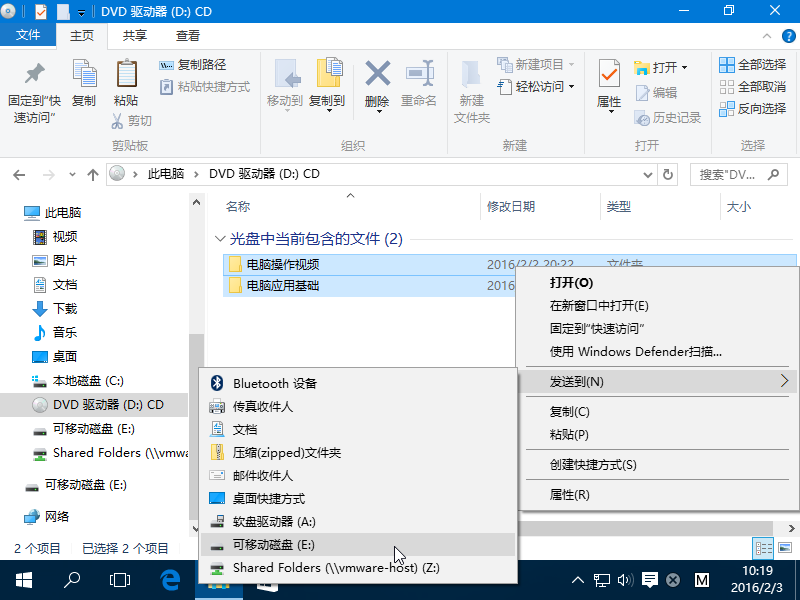 DVD 驱动器 (D:) CD
文件 主页 共享 查看
固定到"快速访问"
复制
粘贴
复制路径
粘贴快捷方式
剪切
剪贴板
移动到
复制到
删除
重命名
组织
新建文件夹
新建项目
轻松访问
新建
属性
打开
编辑
历史记录
打开
全部选择
全部取消
反向选择
选择
此电脑 DVD 驱动器 (D:) CD
搜索"DV...
此电脑
视频
图片
文档
下载
音乐
桌面
本地磁盘 (C:)
DVD 驱动器 (D:) CD
可移动磁盘 (E:)
Shared Folders (\\vmwa
可移动磁盘 (E:)
网络
名称 修改日期 类型 大小
光盘中当前包含的文件 (2)
电脑操作视频 2016/2/2 20:22 文件夹
电脑应用基础 2016
打开(O)
在新窗口中打开(E)
固定到"快速访问"
使用 Windows Defender扫描...
发送到(N)
复制(C)
粘贴(P)
创建快捷方式(S)
属性(R)
Bluetooth 设备
传真收件人
文档
压缩(zipped)文件夹
邮件收件人
桌面快捷方式
软盘驱动器 (A:)
可移动磁盘 (E:)
Shared Folders (\\vmware-host) (Z:)
2 个项目 已选择 2 个项目
M
10:19
2016/2/3